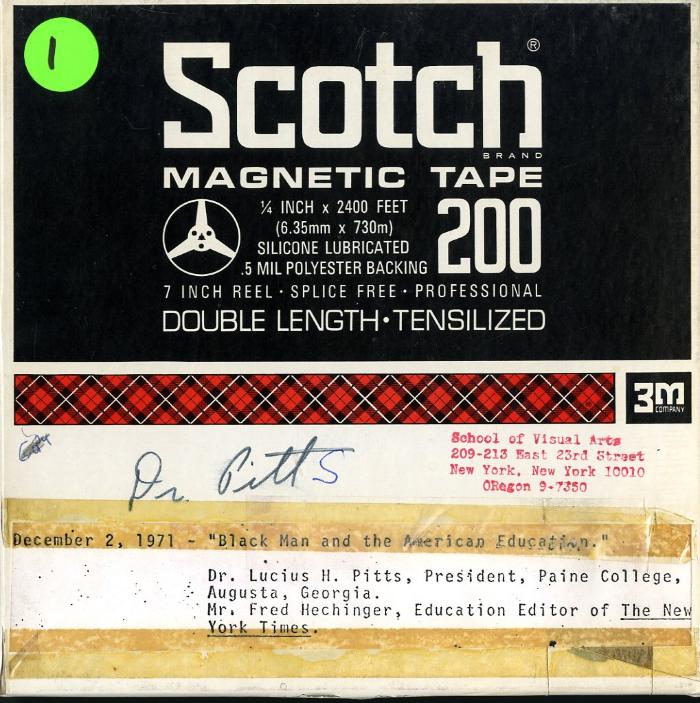 1
Scotch®
BRAND
MAGNETIC TAPE
¼ INCH x 2400 FEET
(6.35mm x 730m)
SILICONE LUBRICATED
.5 MIL POLYESTER BACKING
200
7 INCH REEL · SPLICE FREE · PROFESSIONAL
DOUBLE LENGTH · TENSILIZED
3M
COMPANY
Dr. Pitts
School of Visual Arts
209-213 East 23rd Street
New York, New York 10010
ORegon 9-7350
December 2, 1971 - "Black Man and the American Education."
Dr. Lucius H. Pitts, President, Paine College,
Augusta, Georgia.
Mr. Fred Hechinger, Education Editor of The New
York Times.